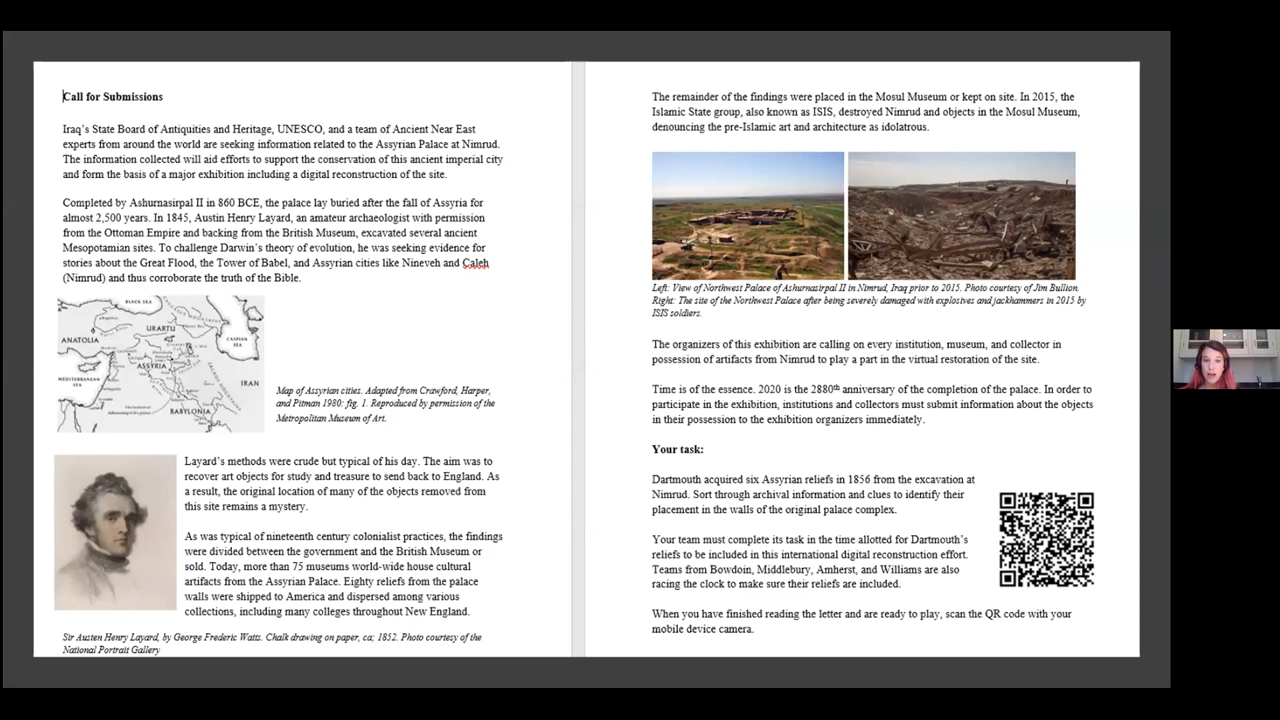 Call for Submissions
Iraq's State Board of Antiquities and Heritage, UNESCO, and a team of Ancient Near East
experts from around the world are seeking information related to the Assyrian Palace at Nimrud.
The information collected will aid efforts to support the conservation of this ancient imperial city
and form the basis of a major exhibition including a digital reconstruction of the site.
Completed by Ashurnasirpal II in 860 BCE, the palace lay buried after the fall of Assyria for
almost 2,500 years. In 1845, Austin Henry Layard, an amateur archaeologist with permission
from the Ottoman Empire and backing from the British Museum, excavated several ancient
Mesopotamian sites. To challenge Darwin's theory of evolution, he was seeking evidence for
stories about the Great Flood, the Tower of Babel, and Assyrian cities like Nineveh and Caleh
(Nimrud) and thus corroborate the truth of the Bible.
BLACK SEA
URARTU
CASPIAN
SEA
ANATOLIA
ASSYRIA
MEDITERRANEAN
SEA
IRAN
BABYLONIA
Map of Assyrian cities. Adapted from Crawford, Harper,
and Pitman 1980: fig. 1. Reproduced by permission of the
Metropolitan Museum of Art.
Layard's methods were crude but typical of his day. The aim was to
recover art objects for study and treasure to send back to England. As
a result, the original location of many of the objects removed from
this site remains a mystery.
As was typical of nineteenth century colonialist practices, the findings
were divided between the government and the British Museum or
sold. Today, more than 75 museums world-wide house cultural
artifacts from the Assyrian Palace. Eighty reliefs from the palace
walls were shipped to America and dispersed among various
collections, including many colleges throughout New England.
Sir Austen Henry Layard, by George Frederic Watts. Chalk drawing on paper, ca; 1852. Photo courtesy of the
National Portrait Gallery
The remainder of the findings were placed in the Mosul Museum or kept on site. In 2015, the
Islamic State group, also known as ISIS, destroyed Nimrud and objects in the Mosul Museum,
denouncing the pre-Islamic art and architecture as idolatrous.
Left: View of Northwest Palace of Ashurnasirpal II in Nimrud, Iraq prior to 2015. Photo courtesy of Jim Bullion.
Right: The site of the Northwest Palace after being severely damaged with explosives and jackhammers in 2015 by
ISIS soldiers.
The organizers of this exhibition are calling on every institution, museum, and collector in
possession of artifacts from Nimrud to play a part in the virtual restoration of the site.
Time is of the essence. 2020 is the 2880th anniversary of the completion of the palace. In order to
participate in the exhibition, institutions and collectors must submit information about the objects
in their possession to the exhibition organizers immediately.
Your task:
Dartmouth acquired six Assyrian reliefs in 1856 from the excavation at
Nimrud. Sort through archival information and clues to identify their
placement in the walls of the original palace complex.
Your team must complete its task in the time allotted for Dartmouth's
reliefs to be included in this international digital reconstruction effort.
Teams from Bowdoin, Middlebury, Amherst, and Williams are also
racing the clock to make sure their reliefs are included.
When you have finished reading the letter and are ready to play, scan the QR code with your
mobile device camera.